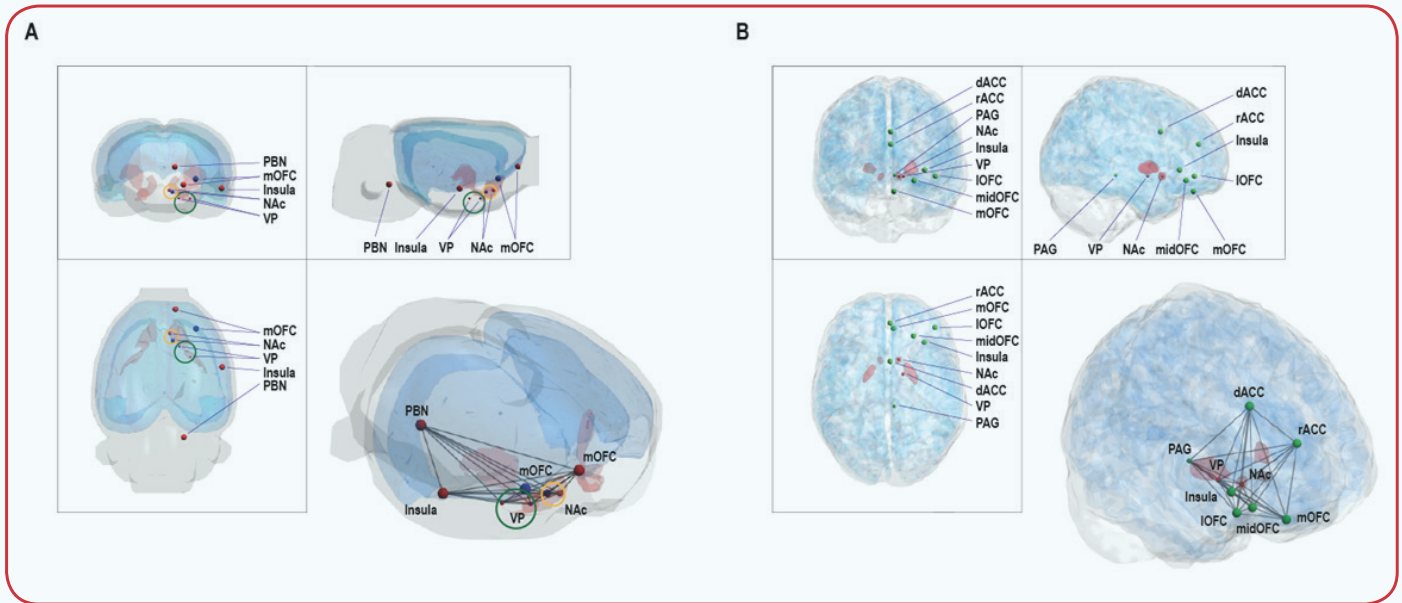 A
PBN
mOFC
Insula
NAc
VP
PBN
Insula
VP
NAc
mOFC
mOFC
NAc
VP
Insula
PBN
PBN
mOFC
mOFC
Insula
VP
NAc
B
dACC
rACC
PAG
NAc
Insula
VP
lOFC
midOFC
mOFC
dACC
rACC
Insula
lOFC
PAG
VP
NAc
midOFC
mOFC
rACC
mOFC
lOFC
midOFC
Insula
NAc
dACC
VP
PAG
dACC
rACC
PAG
VP
NAc
Insula
lOFC
midOFC
mOFC